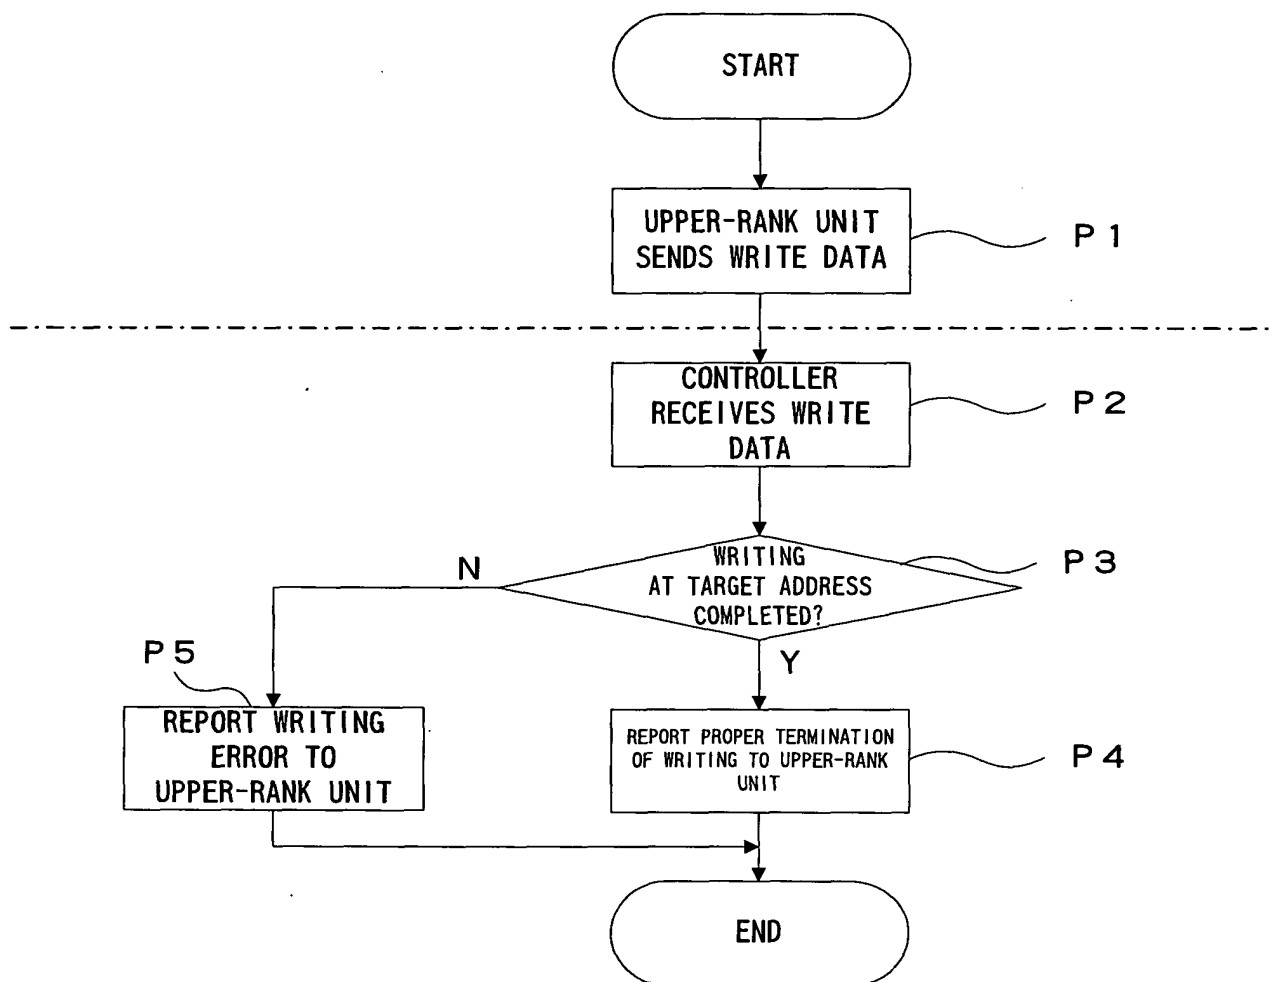 START
UPPER-RANK UNIT
SENDS WRITE DATA
P1
CONTROLLER
RECEIVES WRITE
DATA
P2
WRITING
AT TARGET ADDRESS
COMPLETED?
P3
N
Y
P5
REPORT WRITING
ERROR TO
UPPER-RANK UNIT
REPORT PROPER TERMINATION
OF WRITING TO UPPER-RANK
UNIT
P4
END